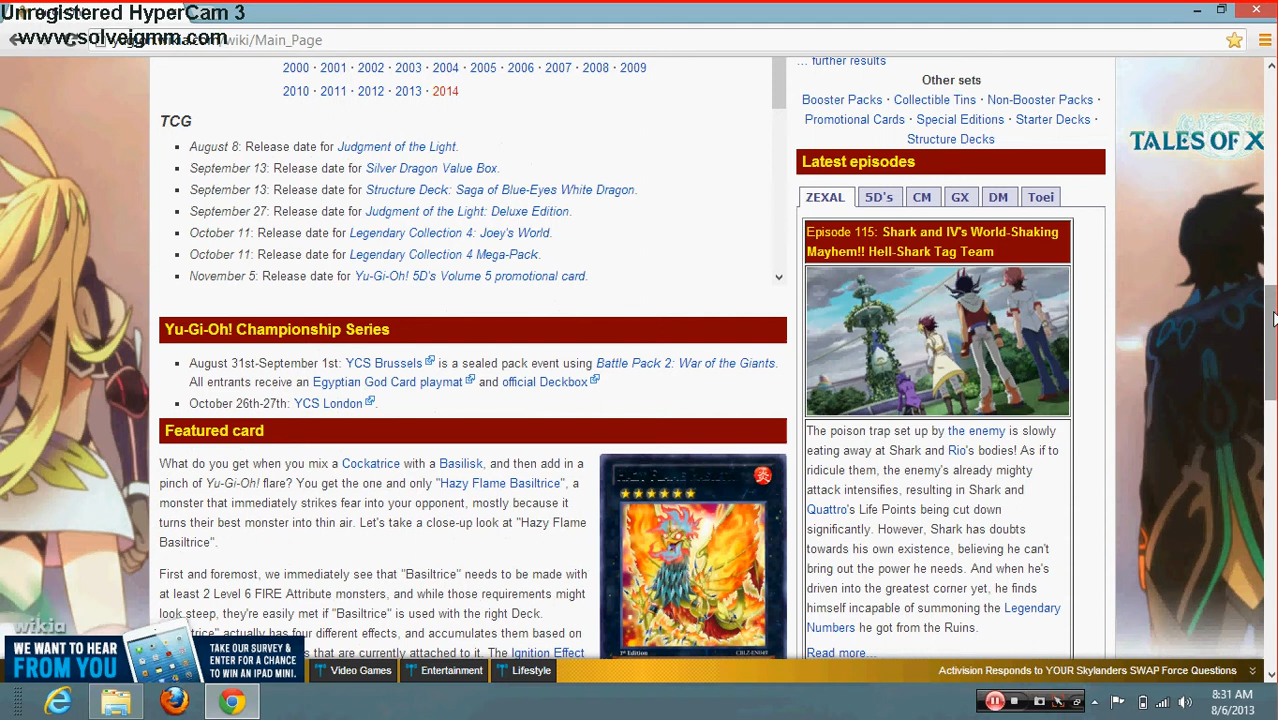 Unregistered HyperCam 3
www.solveigmm.com
.wikia.com/wiki/Main_Page
2000 · 2001 · 2002 · 2003 · 2004 · 2005 · 2006 · 2007 · 2008 · 2009
2010 · 2011 · 2012 · 2013 · 2014
TCG
August 8: Release date for Judgment of the Light.
September 13: Release date for Silver Dragon Value Box.
September 13: Release date for Structure Deck: Saga of Blue-Eyes White Dragon.
September 27: Release date for Judgment of the Light: Deluxe Edition.
October 11: Release date for Legendary Collection 4: Joey's World.
October 11: Release date for Legendary Collection 4 Mega-Pack.
November 5: Release date for Yu-Gi-Oh! 5D's Volume 5 promotional card.
Yu-Gi-Oh! Championship Series
August 31st-September 1st: YCS Brussels is a sealed pack event using Battle Pack 2: War of the Giants.
All entrants receive an Egyptian God Card playmat and official Deckbox
October 26th-27th: YCS London.
Featured card
What do you get when you mix a Cockatrice with a Basilisk, and then add in a
pinch of Yu-Gi-Oh! flare? You get the one and only "Hazy Flame Basiltrice", a
monster that immediately strikes fear into your opponent, mostly because it
turns their best monster into thin air. Let's take a close-up look at "Hazy Flame
Basiltrice".
First and foremost, we immediately see that "Basiltrice" needs to be made with
at least 2 Level 6 FIRE Attribute monsters, and while those requirements might
look steep, they're easily met if "Basiltrice" is used with the right Deck.
actually has four different effects, and accumulates them based on
that are currently attached to it. The Ignition Effect
炎
1st Edition
CBLZ-EN045
... further results
Other sets
Booster Packs · Collectible Tins · Non-Booster Packs ·
Promotional Cards · Special Editions · Starter Decks ·
Structure Decks
Latest episodes
ZEXAL 5D's CM GX DM Toei
Episode 115: Shark and IV's World-Shaking
Mayhem!! Hell-Shark Tag Team
The poison trap set up by the enemy is slowly
eating away at Shark and Rio's bodies! As if to
ridicule them, the enemy's already mighty
attack intensifies, resulting in Shark and
Quattro's Life Points being cut down
significantly. However, Shark has doubts
towards his own existence, believing he can't
bring out the power he needs. And when he's
driven into the greatest corner yet, he finds
himself incapable of summoning the Legendary
Numbers he got from the Ruins.
Read more...
TALES OF X
wikia
WE WANT TO HEAR
FROM YOU
TAKE OUR SURVEY &
ENTER FOR A CHANCE
TO WIN AN IPAD MINI.
Video Games Entertainment Lifestyle
Activision Responds to YOUR Skylanders SWAP Force Questions
8:31 AM
8/6/2013